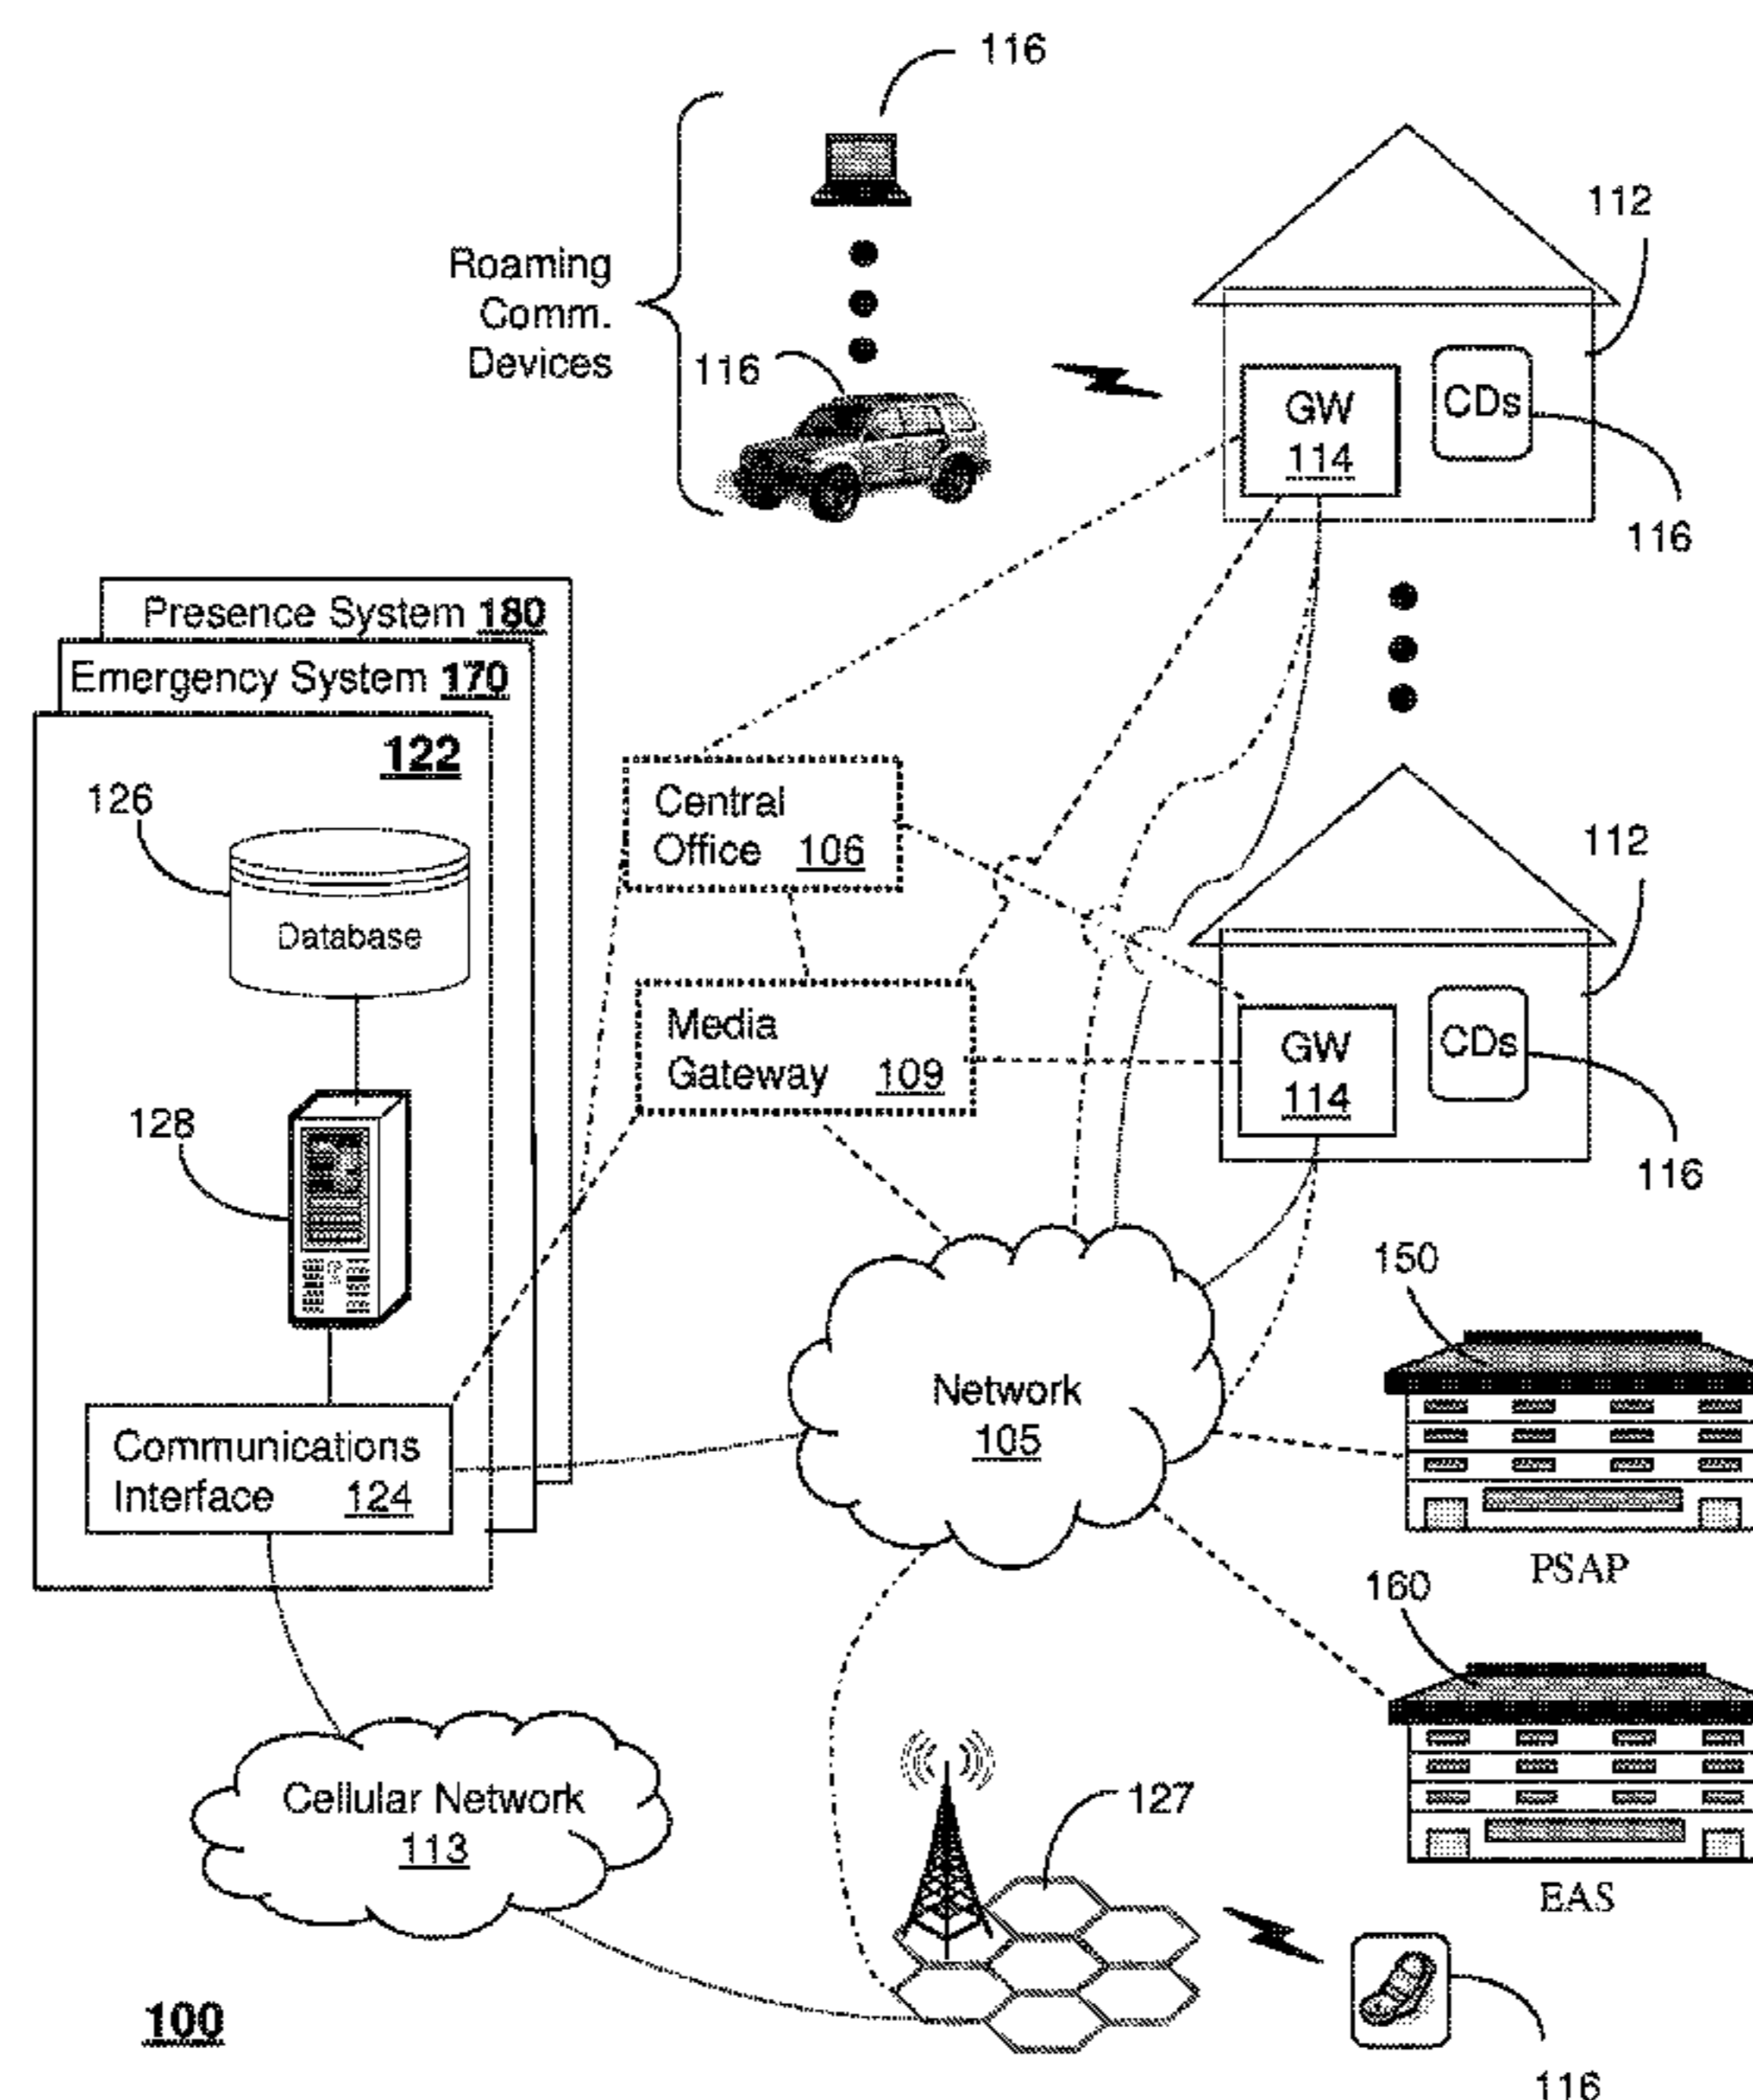 116
Roaming
Comm.
Devices
116
112
GW
114
CDs
116
Presence System 180
Emergency System 170
122
126
Database
128
Communications
Interface 124
Central
Office 106
Media
Gateway 109
112
GW
114
CDs
116
Network
105
150
PSAP
160
EAS
Cellular Network
113
127
100
116